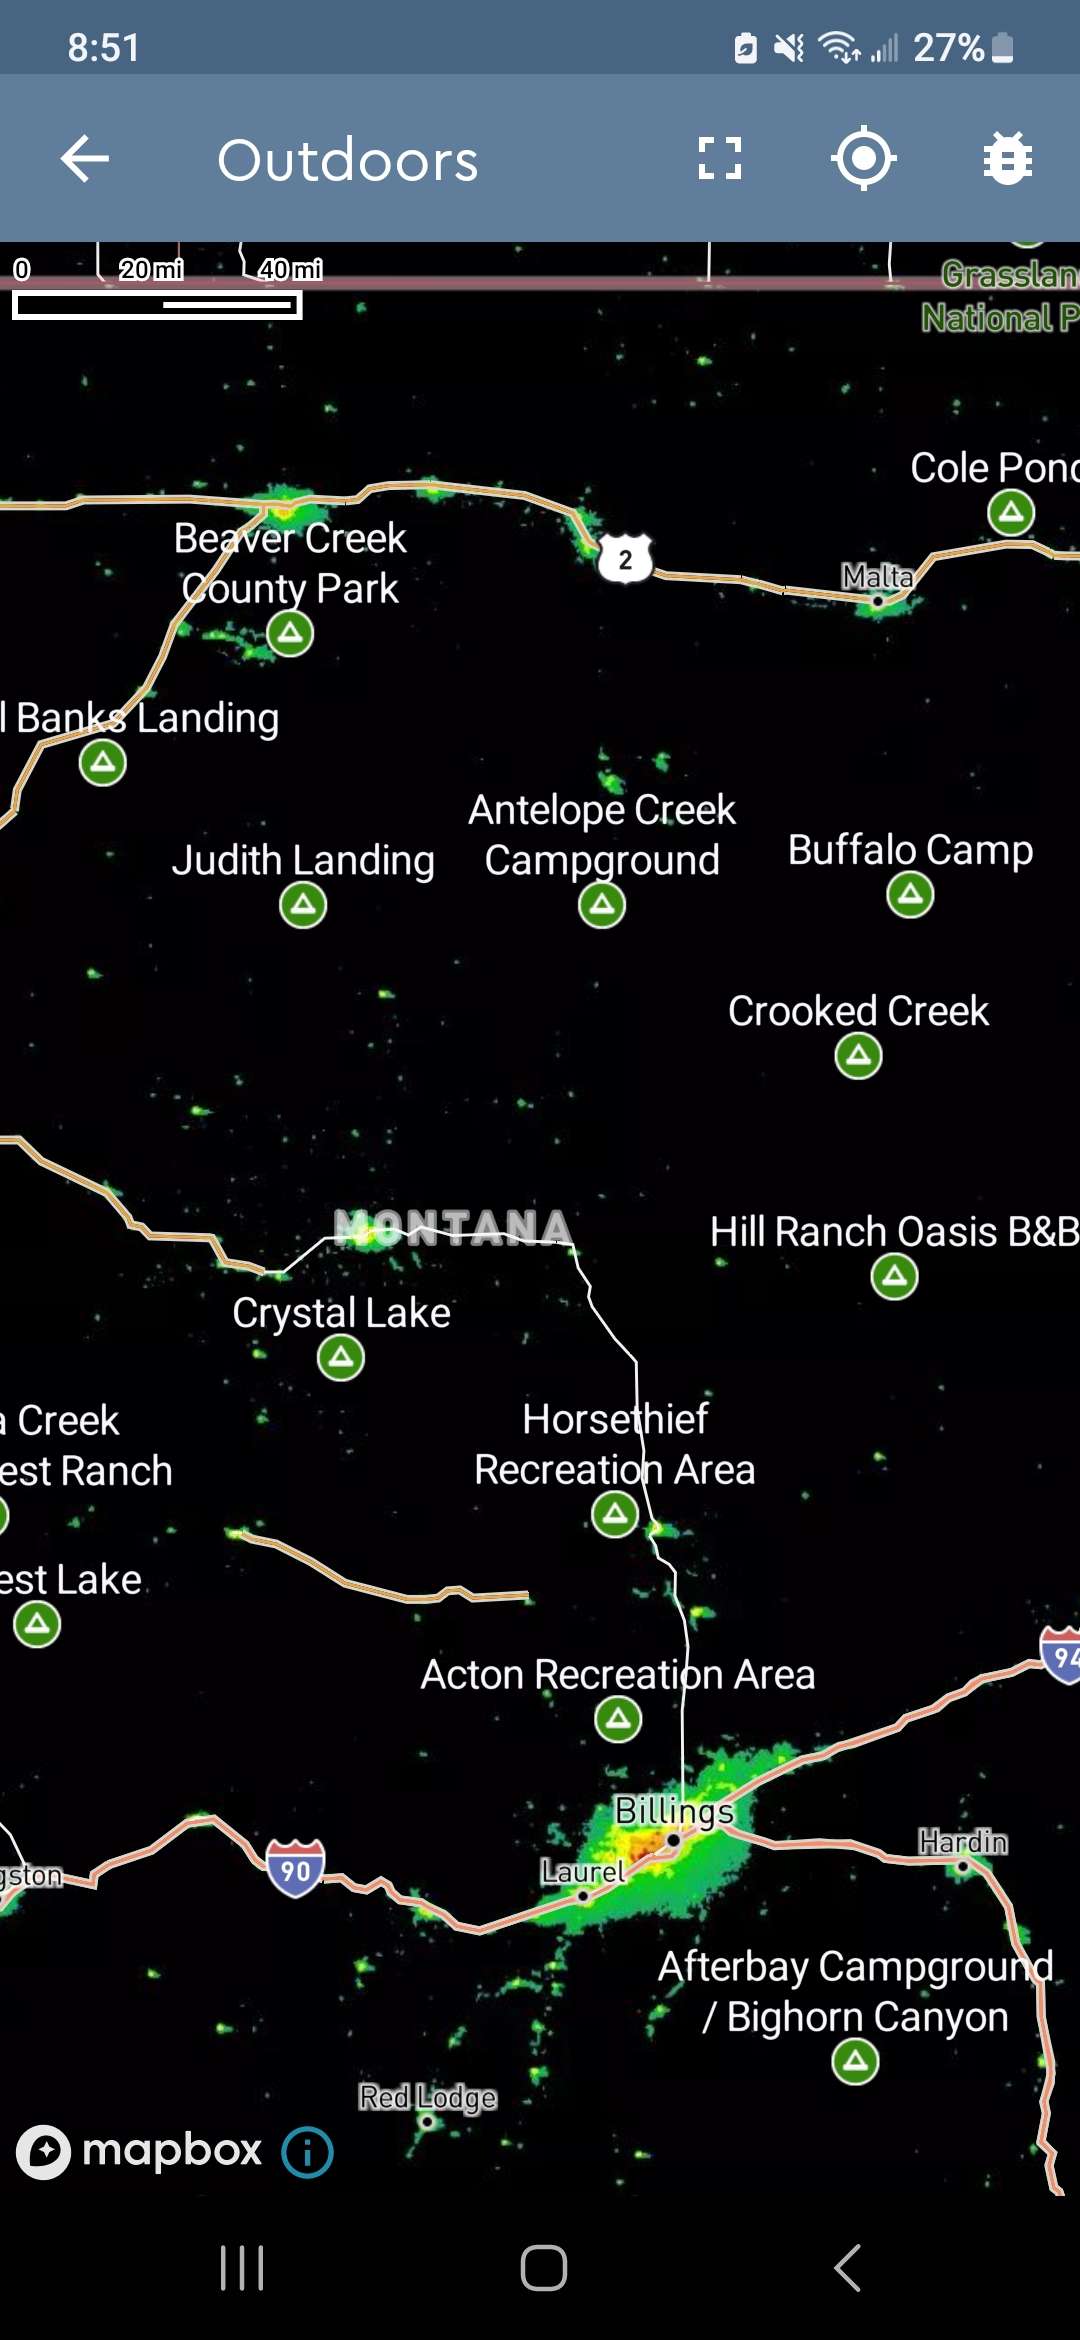 8:51
27%
Outdoors
0 20 mi 40 mi
Grasslan
National P
Cole Pond
Beaver Creek
County Park
2
Malta
l Banks Landing
Antelope Creek
Campground
Judith Landing
Buffalo Camp
Crooked Creek
MONTANA
Hill Ranch Oasis B&B
Crystal Lake
a Creek
est Ranch
Horsethief
Recreation Area
est Lake
94
Acton Recreation Area
Billings
Laurel
Hardin
90
gston
Afterbay Campground
/ Bighorn Canyon
Red Lodge
mapbox